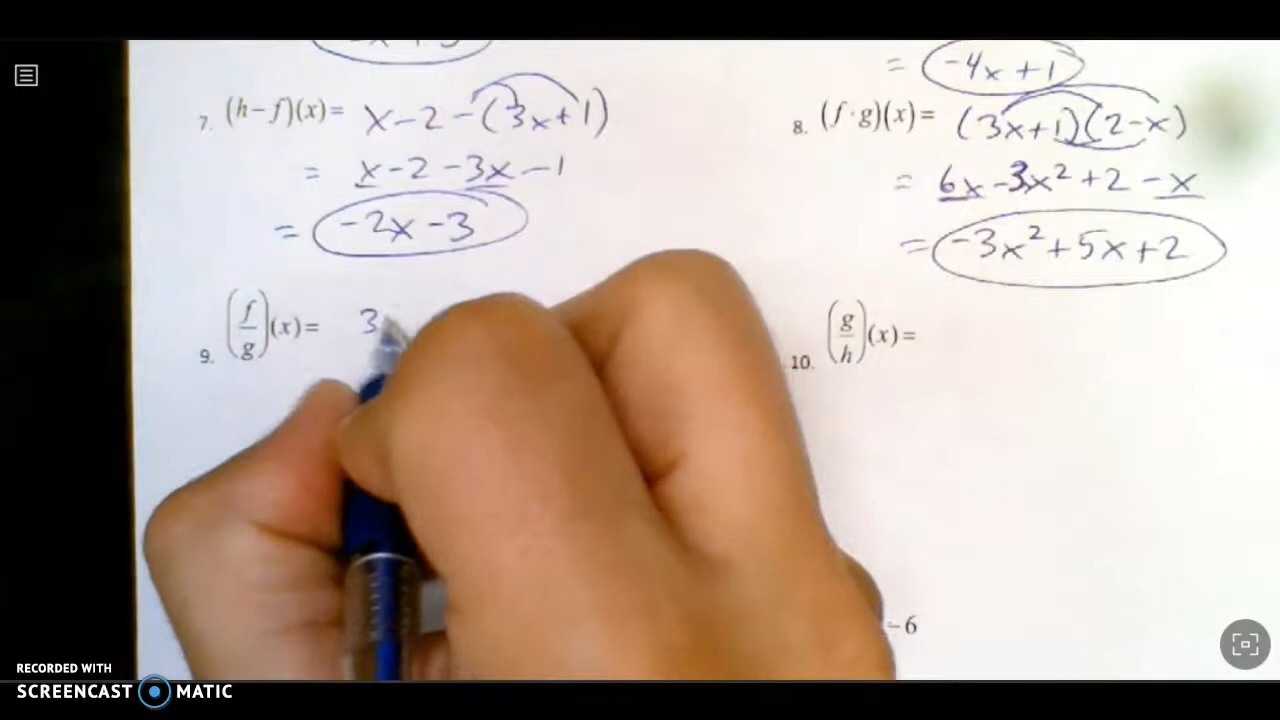 = -4x + 1
7. (h-f)(x) = x - 2 - (3x + 1)
= x - 2 - 3x - 1
= -2x - 3
8. (f·g)(x) = (3x+1)(2-x)
= 6x - 3x² + 2 - x
= -3x² + 5x + 2
9. (f/g)(x) = 3
10. (g/h)(x) =
- 6
RECORDED WITH
SCREENCAST MATIC